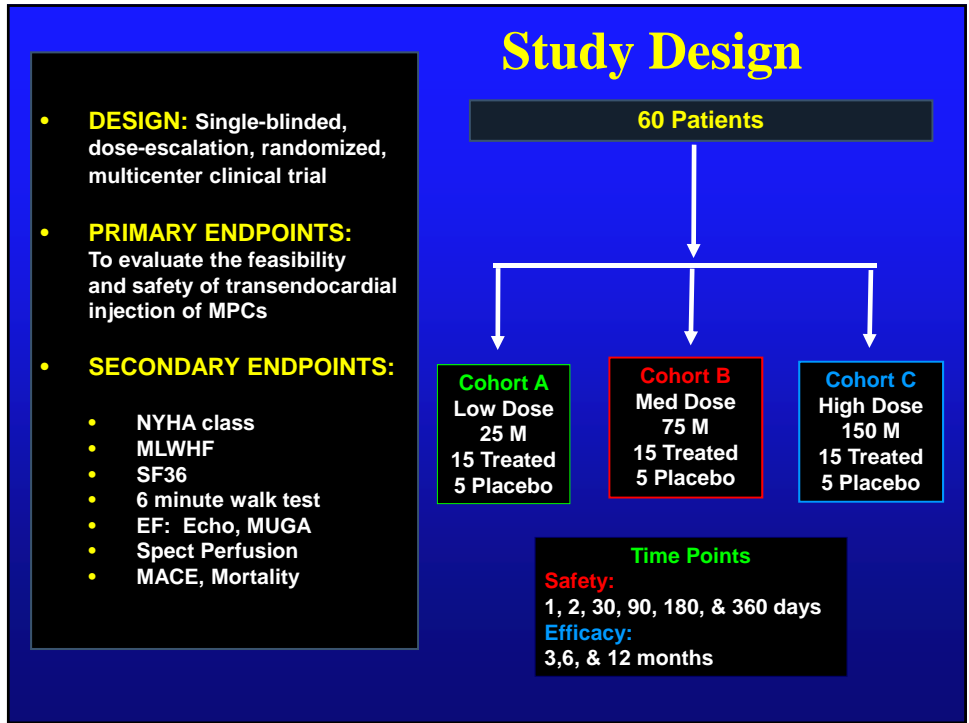 Study Design
• DESIGN: Single-blinded,
dose-escalation, randomized,
multicenter clinical trial
• PRIMARY ENDPOINTS:
To evaluate the feasibility
and safety of transendocardial
injection of MPCs
• SECONDARY ENDPOINTS:
• NYHA class
• MLWHF
• SF36
• 6 minute walk test
• EF: Echo, MUGA
• Spect Perfusion
• MACE, Mortality
60 Patients
Cohort A
Low Dose
25 M
15 Treated
5 Placebo
Cohort B
Med Dose
75 M
15 Treated
5 Placebo
Cohort C
High Dose
150 M
15 Treated
5 Placebo
Time Points
Safety:
1, 2, 30, 90, 180, & 360 days
Efficacy:
3,6, & 12 months